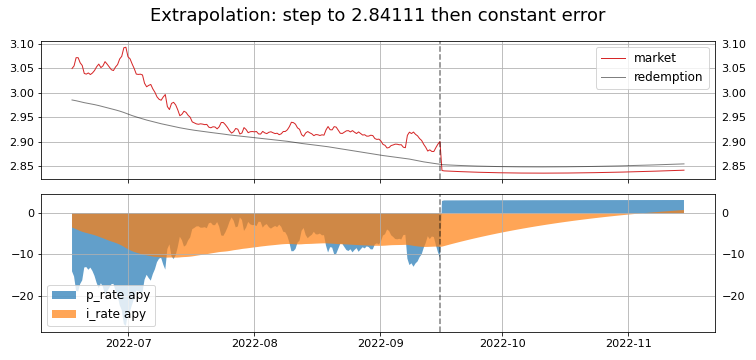 Extrapolation: step to 2.84111 then constant error
3.10 3.10
3.05 3.05
3.00 3.00
2.95 2.95
2.90 2.90
2.85 2.85
market
redemption
0 0
−10 −10
−20 −20
p_rate apy
i_rate apy
2022-07 2022-08 2022-09 2022-10 2022-11